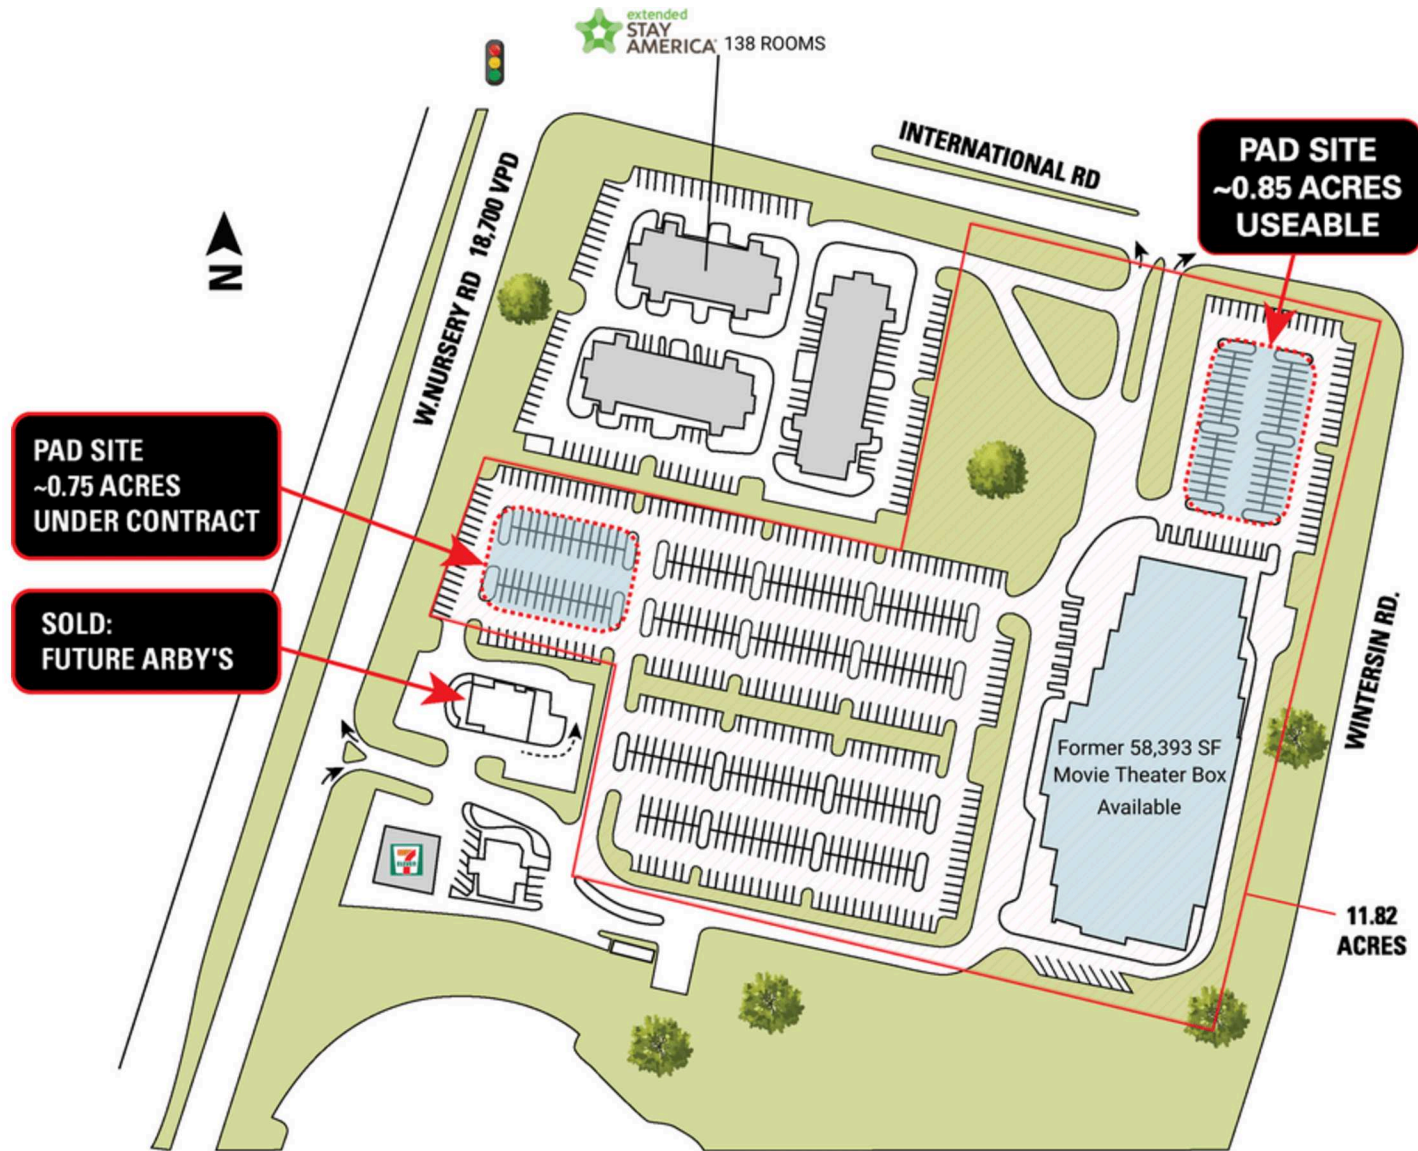 extended
STAY
AMERICA
138 ROOMS
INTERNATIONAL RD
PAD SITE
~0.85 ACRES
USEABLE
W.NURSERY RD 18,700 VPD
N
PAD SITE
~0.75 ACRES
UNDER CONTRACT
SOLD:
FUTURE ARBY'S
WINTERSIN RD.
Former 58,393 SF
Movie Theater Box
Available
7
ELEVEN
11.82
ACRES